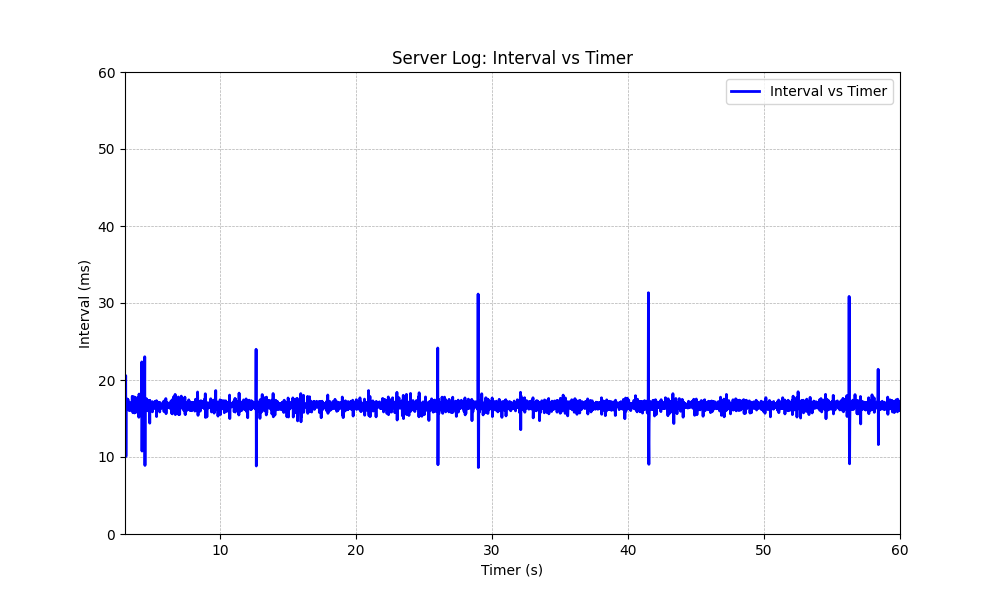 Server Log: Interval vs Timer
Interval vs Timer
60
50
40
30
20
10
0
Interval (ms)
10 20 30 40 50 60
Timer (s)